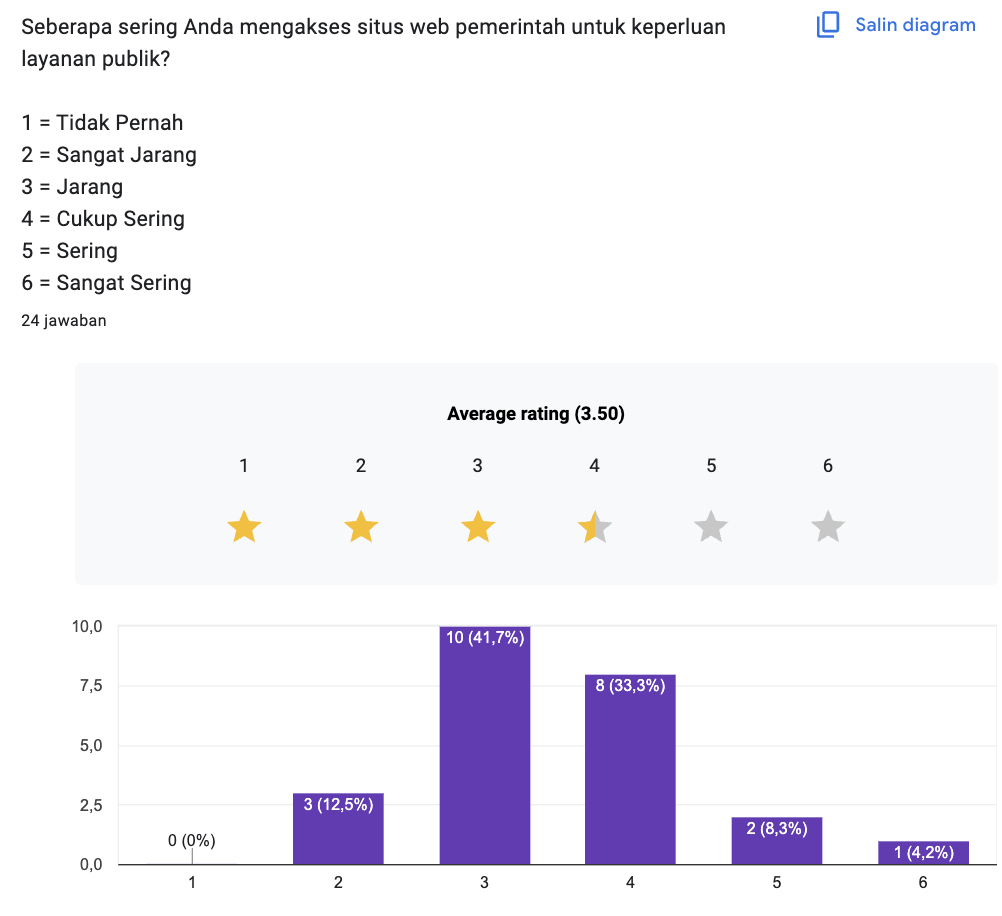 Seberapa sering Anda mengakses situs web pemerintah untuk keperluan
layanan publik?
Salin diagram
1 = Tidak Pernah
2 = Sangat Jarang
3 = Jarang
4 = Cukup Sering
5 = Sering
6 = Sangat Sering
24 jawaban
Average rating (3.50)
1 2 3 4 5 6
10,0
7,5
5,0
2,5
0,0
0 (0%)
3 (12,5%)
10 (41,7%)
8 (33,3%)
2 (8,3%)
1 (4,2%)
1 2 3 4 5 6